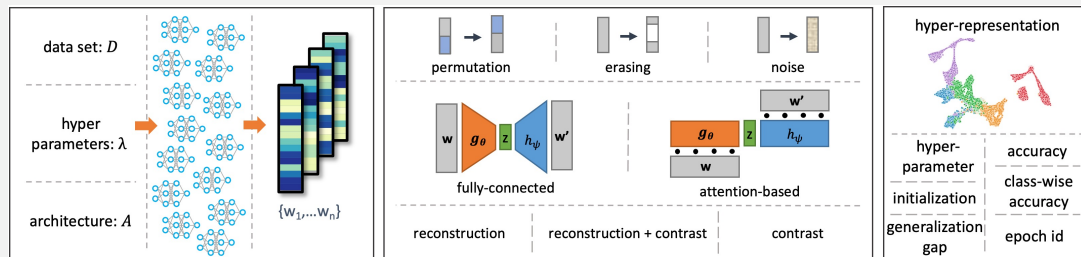 data set: D
hyper
parameters: λ
architecture: A
{w₁,...wₙ}
permutation
erasing
noise
w
gθ
z
hψ
w'
fully-connected
w'
gθ
z
hψ
w
attention-based
reconstruction
reconstruction + contrast
contrast
hyper-representation
hyper-
parameter
initialization
generalization
gap
accuracy
class-wise
accuracy
epoch id